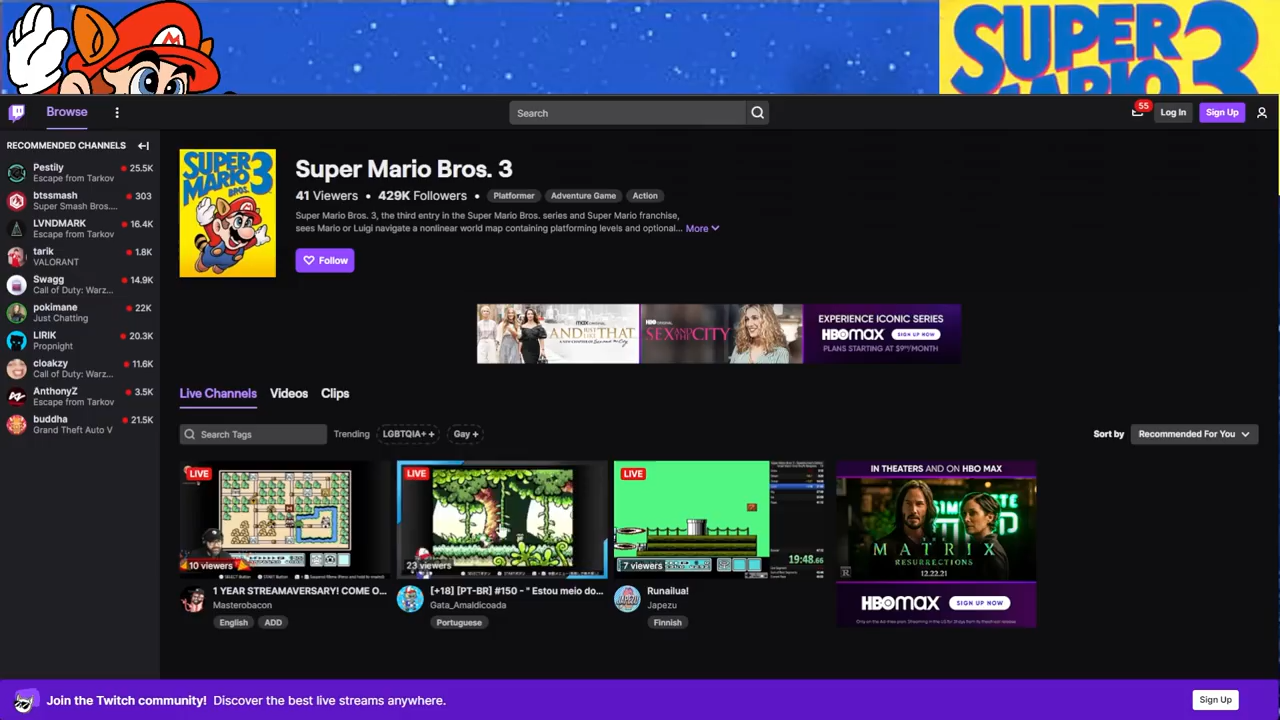 SUPER
MARIO 3
Browse
Search
55
Log In
Sign Up
RECOMMENDED CHANNELS
Pestily
Escape from Tarkov
25.5K
btssmash
Super Smash Bros....
303
LVNDMARK
Escape from Tarkov
16.4K
tarik
VALORANT
1.8K
Swagg
Call of Duty: Warz...
14.9K
pokimane
Just Chatting
22K
LIRIK
Propnight
20.3K
cloakzy
Call of Duty: Warz...
11.6K
AnthonyZ
Escape from Tarkov
3.5K
buddha
Grand Theft Auto V
21.5K
SUPER
MARIO 3
BROS.
Super Mario Bros. 3
41 Viewers • 429K Followers • Platformer Adventure Game Action
Super Mario Bros. 3, the third entry in the Super Mario Bros. series and Super Mario franchise,
sees Mario or Luigi navigate a nonlinear world map containing platforming levels and optional... More
Follow
max ORIGINAL
AND JUST LIKE THAT
SEX AND THE CITY
EXPERIENCE ICONIC SERIES
HBOMAX SIGN UP NOW
PLANS STARTING AT $9.99/MONTH
Live Channels Videos Clips
Search Tags
Trending LGBTQIA+ + Gay +
Sort by Recommended For You
LIVE
10 viewers
1 YEAR STREAMAVERSARY! COME O...
Masterobacon
English ADD
LIVE
23 viewers
[+18] [PT-BR] #150 - " Estou meio do...
Gata_Amaldicoada
Portuguese
LIVE
7 viewers
19:48.66
Runailua!
Japezu
Finnish
IN THEATERS AND ON HBO MAX
THE
MATRIX
RESURRECTIONS
12.22.21
HBOMAX SIGN UP NOW
Join the Twitch community! Discover the best live streams anywhere.
Sign Up